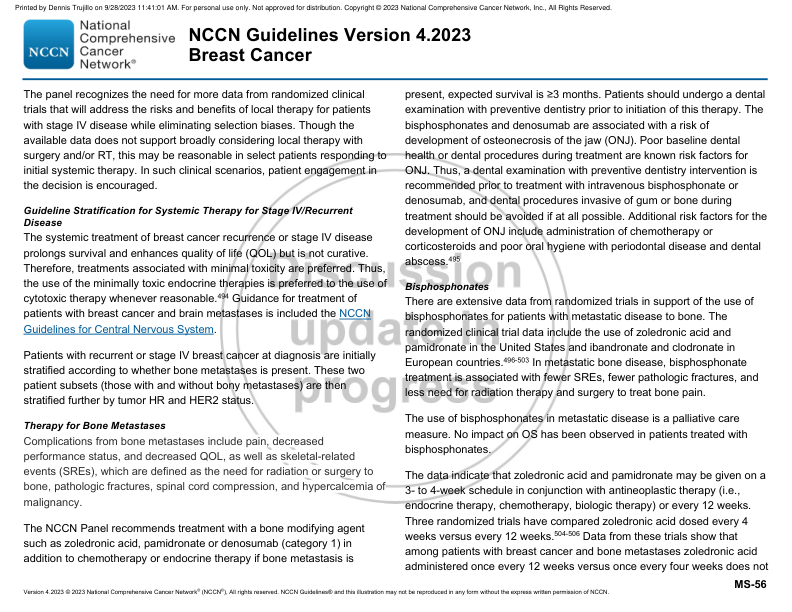 Printed by Dennis Trujillo on 9/28/2023 11:41:01 AM. For personal use only. Not approved for distribution. Copyright © 2023 National Comprehensive Cancer Network, Inc., All Rights Reserved.
NCCN
National
Comprehensive
Cancer
Network®
NCCN Guidelines Version 4.2023
Breast Cancer
The panel recognizes the need for more data from randomized clinical
trials that will address the risks and benefits of local therapy for patients
with stage IV disease while eliminating selection biases. Though the
available data does not support broadly considering local therapy with
surgery and/or RT, this may be reasonable in select patients responding to
initial systemic therapy. In such clinical scenarios, patient engagement in
the decision is encouraged.
Guideline Stratification for Systemic Therapy for Stage IV/Recurrent
Disease
The systemic treatment of breast cancer recurrence or stage IV disease
prolongs survival and enhances quality of life (QOL) but is not curative.
Therefore, treatments associated with minimal toxicity are preferred. Thus,
the use of the minimally toxic endocrine therapies is preferred to the use of
cytotoxic therapy whenever reasonable.494 Guidance for treatment of
patients with breast cancer and brain metastases is included the NCCN
Guidelines for Central Nervous System.
Patients with recurrent or stage IV breast cancer at diagnosis are initially
stratified according to whether bone metastases is present. These two
patient subsets (those with and without bony metastases) are then
stratified further by tumor HR and HER2 status.
Therapy for Bone Metastases
Complications from bone metastases include pain, decreased
performance status, and decreased QOL, as well as skeletal-related
events (SREs), which are defined as the need for radiation or surgery to
bone, pathologic fractures, spinal cord compression, and hypercalcemia of
malignancy.
The NCCN Panel recommends treatment with a bone modifying agent
such as zoledronic acid, pamidronate or denosumab (category 1) in
addition to chemotherapy or endocrine therapy if bone metastasis is
present, expected survival is ≥3 months. Patients should undergo a dental
examination with preventive dentistry prior to initiation of this therapy. The
bisphosphonates and denosumab are associated with a risk of
development of osteonecrosis of the jaw (ONJ). Poor baseline dental
health or dental procedures during treatment are known risk factors for
ONJ. Thus, a dental examination with preventive dentistry intervention is
recommended prior to treatment with intravenous bisphosphonate or
denosumab, and dental procedures invasive of gum or bone during
treatment should be avoided if at all possible. Additional risk factors for the
development of ONJ include administration of chemotherapy or
corticosteroids and poor oral hygiene with periodontal disease and dental
abscess.495
Bisphosphonates
There are extensive data from randomized trials in support of the use of
bisphosphonates for patients with metastatic disease to bone. The
randomized clinical trial data include the use of zoledronic acid and
pamidronate in the United States and ibandronate and clodronate in
European countries.496-503 In metastatic bone disease, bisphosphonate
treatment is associated with fewer SREs, fewer pathologic fractures, and
less need for radiation therapy and surgery to treat bone pain.
The use of bisphosphonates in metastatic disease is a palliative care
measure. No impact on OS has been observed in patients treated with
bisphosphonates.
The data indicate that zoledronic acid and pamidronate may be given on a
3- to 4-week schedule in conjunction with antineoplastic therapy (i.e.,
endocrine therapy, chemotherapy, biologic therapy) or every 12 weeks.
Three randomized trials have compared zoledronic acid dosed every 4
weeks versus every 12 weeks.504-506 Data from these trials show that
among patients with breast cancer and bone metastases zoledronic acid
administered once every 12 weeks versus once every four weeks does not
Discussion
update in
progress
MS-56
Version 4.2023 © 2023 National Comprehensive Cancer Network® (NCCN®), All rights reserved. NCCN Guidelines® and this illustration may not be reproduced in any form without the express written permission of NCCN.